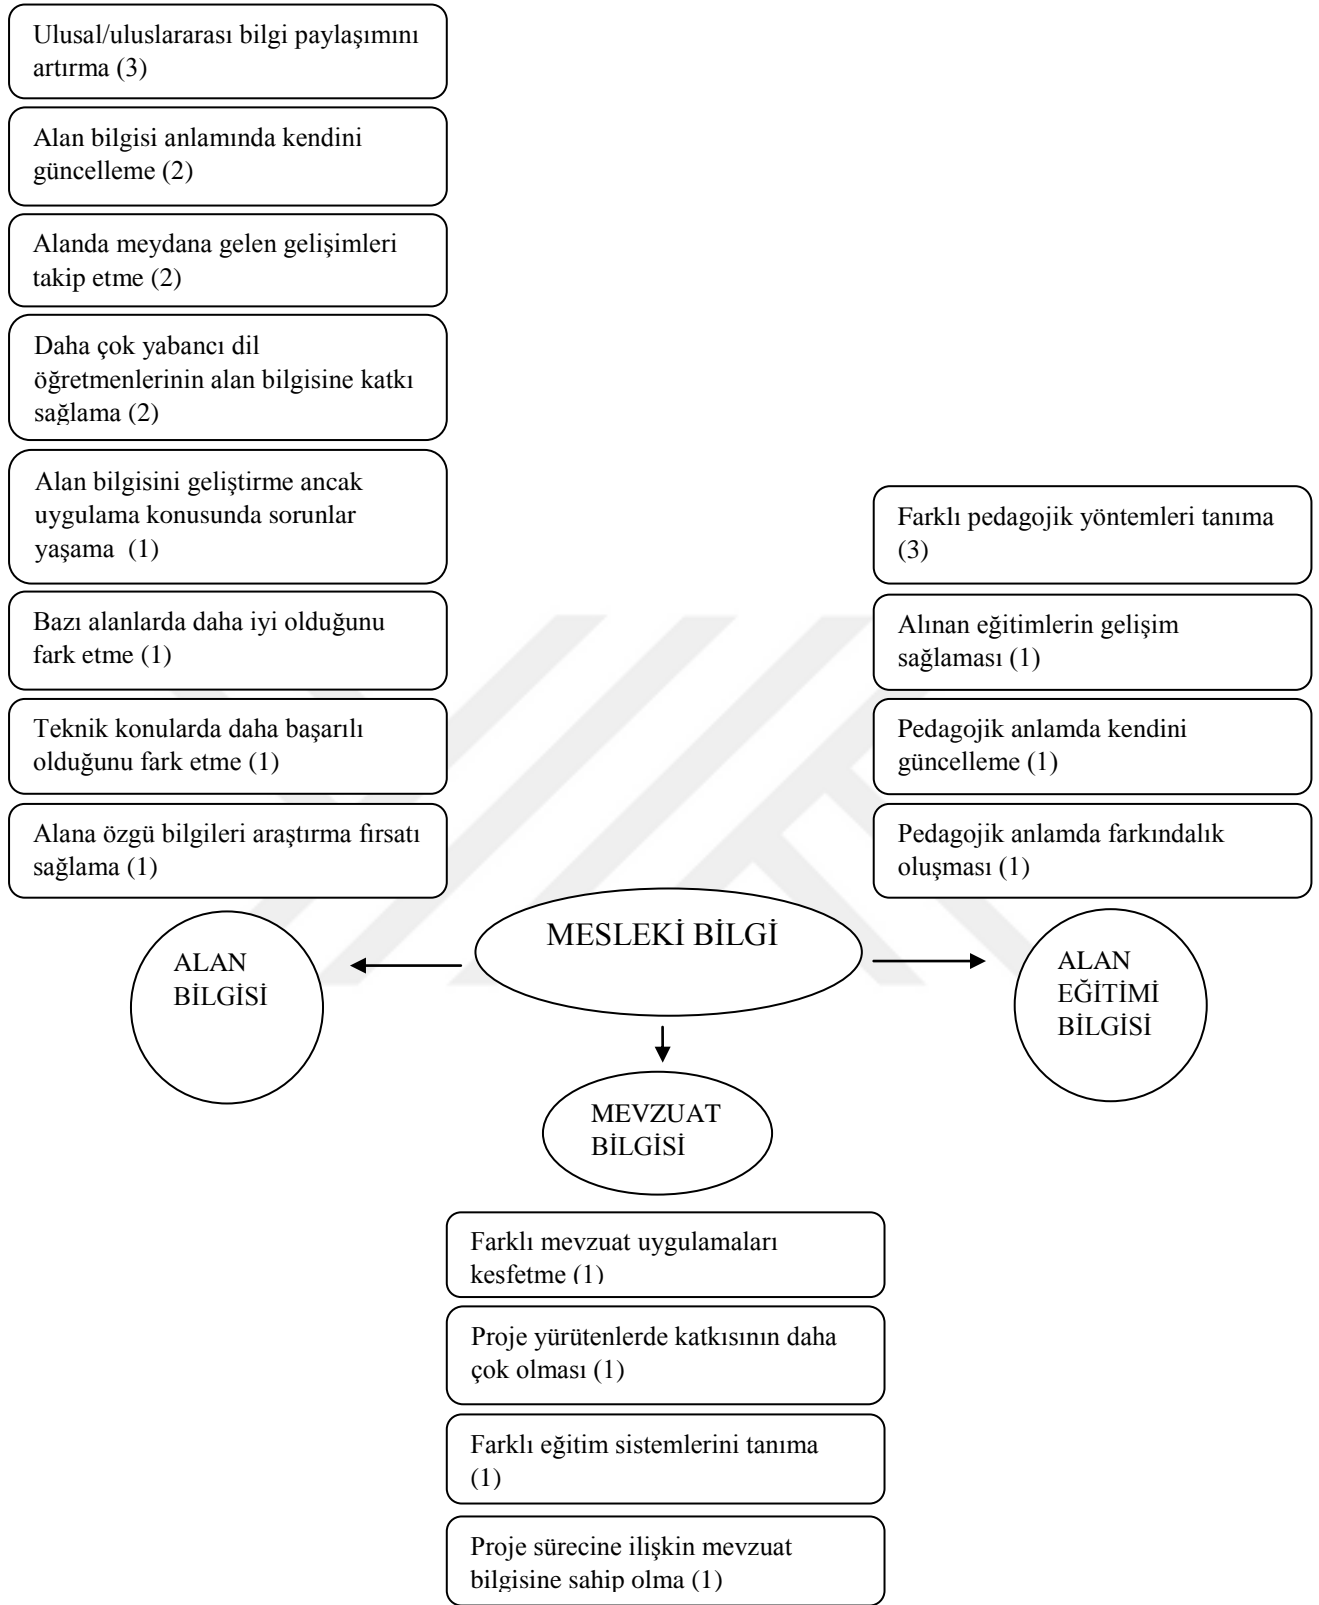 Ulusal/uluslararası bilgi paylaşımını
artırma (3)
Alan bilgisi anlamında kendini
güncelleme (2)
Alanda meydana gelen gelişimleri
takip etme (2)
Daha çok yabancı dil
öğretmenlerinin alan bilgisine katkı
sağlama (2)
Alan bilgisini geliştirme ancak
uygulama konusunda sorunlar
yaşama (1)
Bazı alanlarda daha iyi olduğunu
fark etme (1)
Teknik konularda daha başarılı
olduğunu fark etme (1)
Alana özgü bilgileri araştırma fırsatı
sağlama (1)
Farklı pedagojik yöntemleri tanıma
(3)
Alınan eğitimlerin gelişim
sağlaması (1)
Pedagojik anlamda kendini
güncelleme (1)
Pedagojik anlamda farkındalık
oluşması (1)
MESLEKİ BİLGİ
ALAN
BİLGİSİ
ALAN
EĞİTİMİ
BİLGİSİ
MEVZUAT
BİLGİSİ
Farklı mevzuat uygulamaları
keşfetme (1)
Proje yürütenlerde katkısının daha
çok olması (1)
Farklı eğitim sistemlerini tanıma
(1)
Proje sürecine ilişkin mevzuat
bilgisine sahip olma (1)